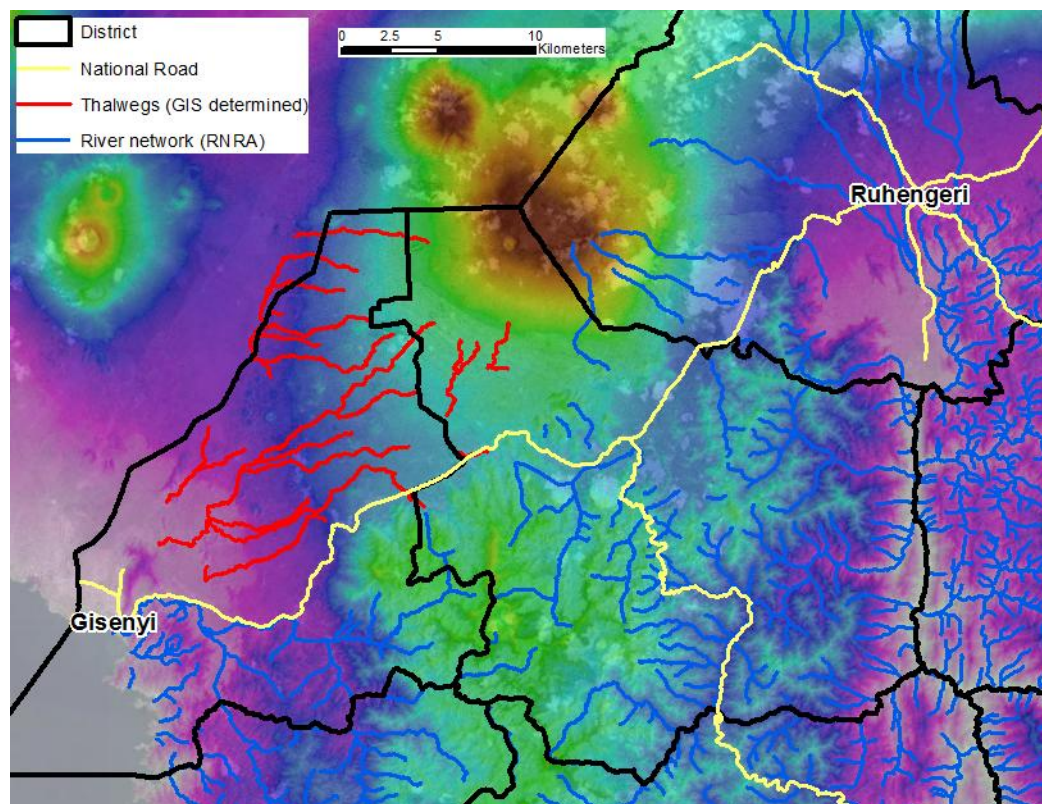 District
National Road
Thalwegs (GIS determined)
River network (RNRA)
0 2.5 5 10
Kilometers
Ruhengeri
Gisenyi